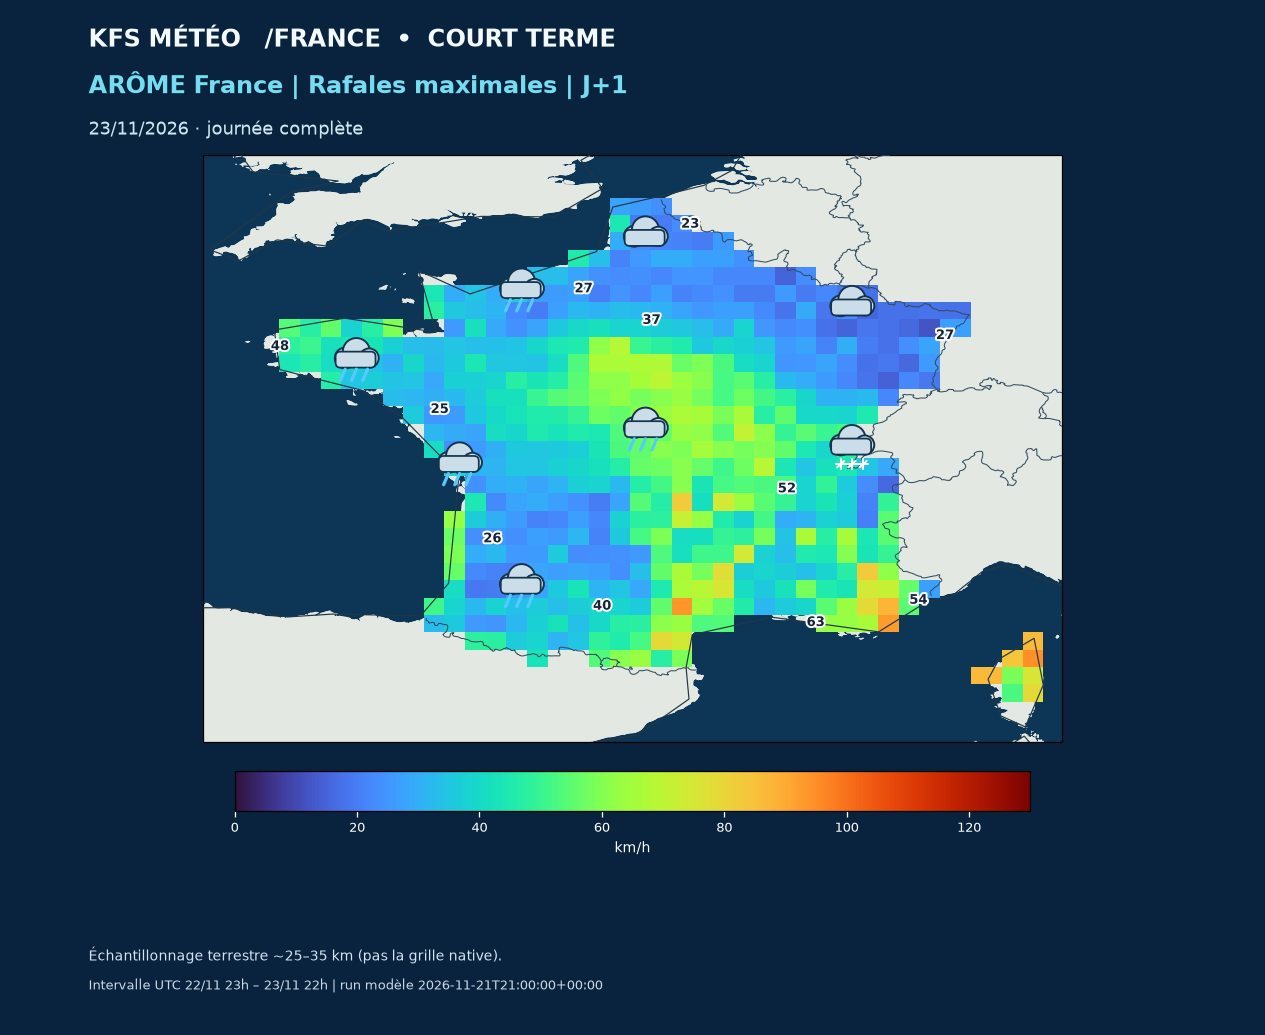 KFS MÉTÉO /FRANCE • COURT TERME
ARÔME France | Rafales maximales | J+1
23/11/2026 · journée complète
23
27
37
27
48
25
52
26
40
54
63
0 20 40 60 80 100 120
km/h
Échantillonnage terrestre ~25–35 km (pas la grille native).
Intervalle UTC 22/11 23h – 23/11 22h | run modèle 2026-11-21T21:00:00+00:00